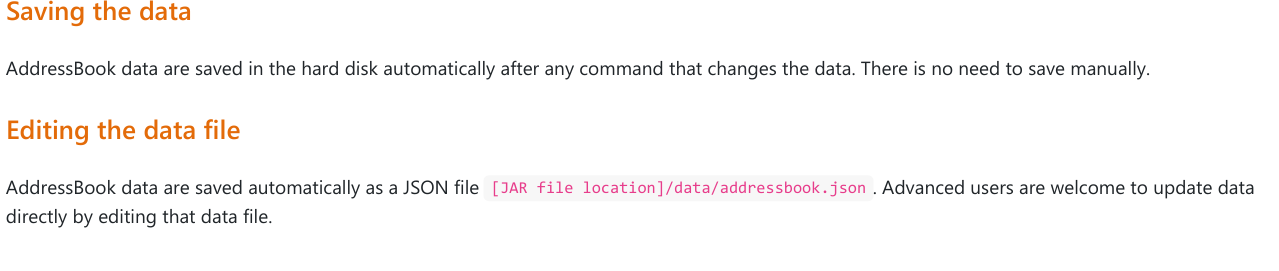 Saving the data
AddressBook data are saved in the hard disk automatically after any command that changes the data. There is no need to save manually.
Editing the data file
AddressBook data are saved automatically as a JSON file [JAR file location]/data/addressbook.json. Advanced users are welcome to update data
directly by editing that data file.